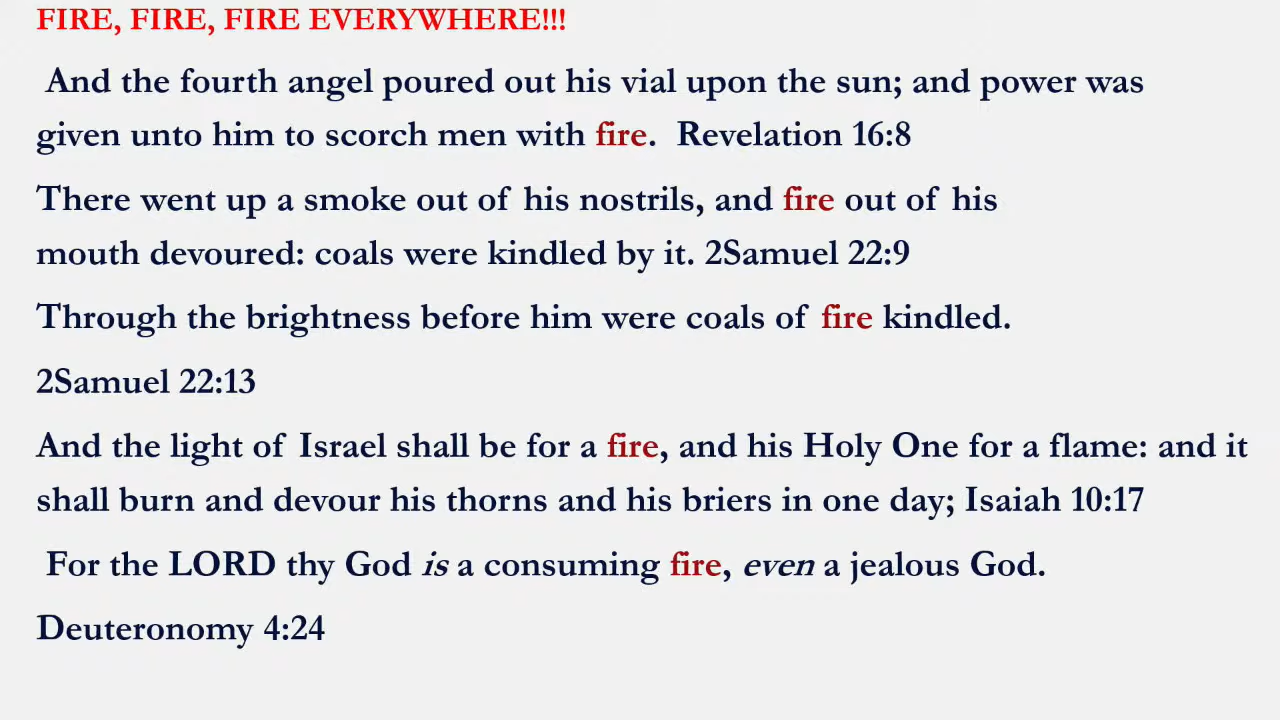 FIRE, FIRE, FIRE EVERYWHERE!!!
And the fourth angel poured out his vial upon the sun; and power was
given unto him to scorch men with fire. Revelation 16:8
There went up a smoke out of his nostrils, and fire out of his
mouth devoured: coals were kindled by it. 2Samuel 22:9
Through the brightness before him were coals of fire kindled.
2Samuel 22:13
And the light of Israel shall be for a fire, and his Holy One for a flame: and it
shall burn and devour his thorns and his briers in one day; Isaiah 10:17
For the LORD thy God is a consuming fire, even a jealous God.
Deuteronomy 4:24